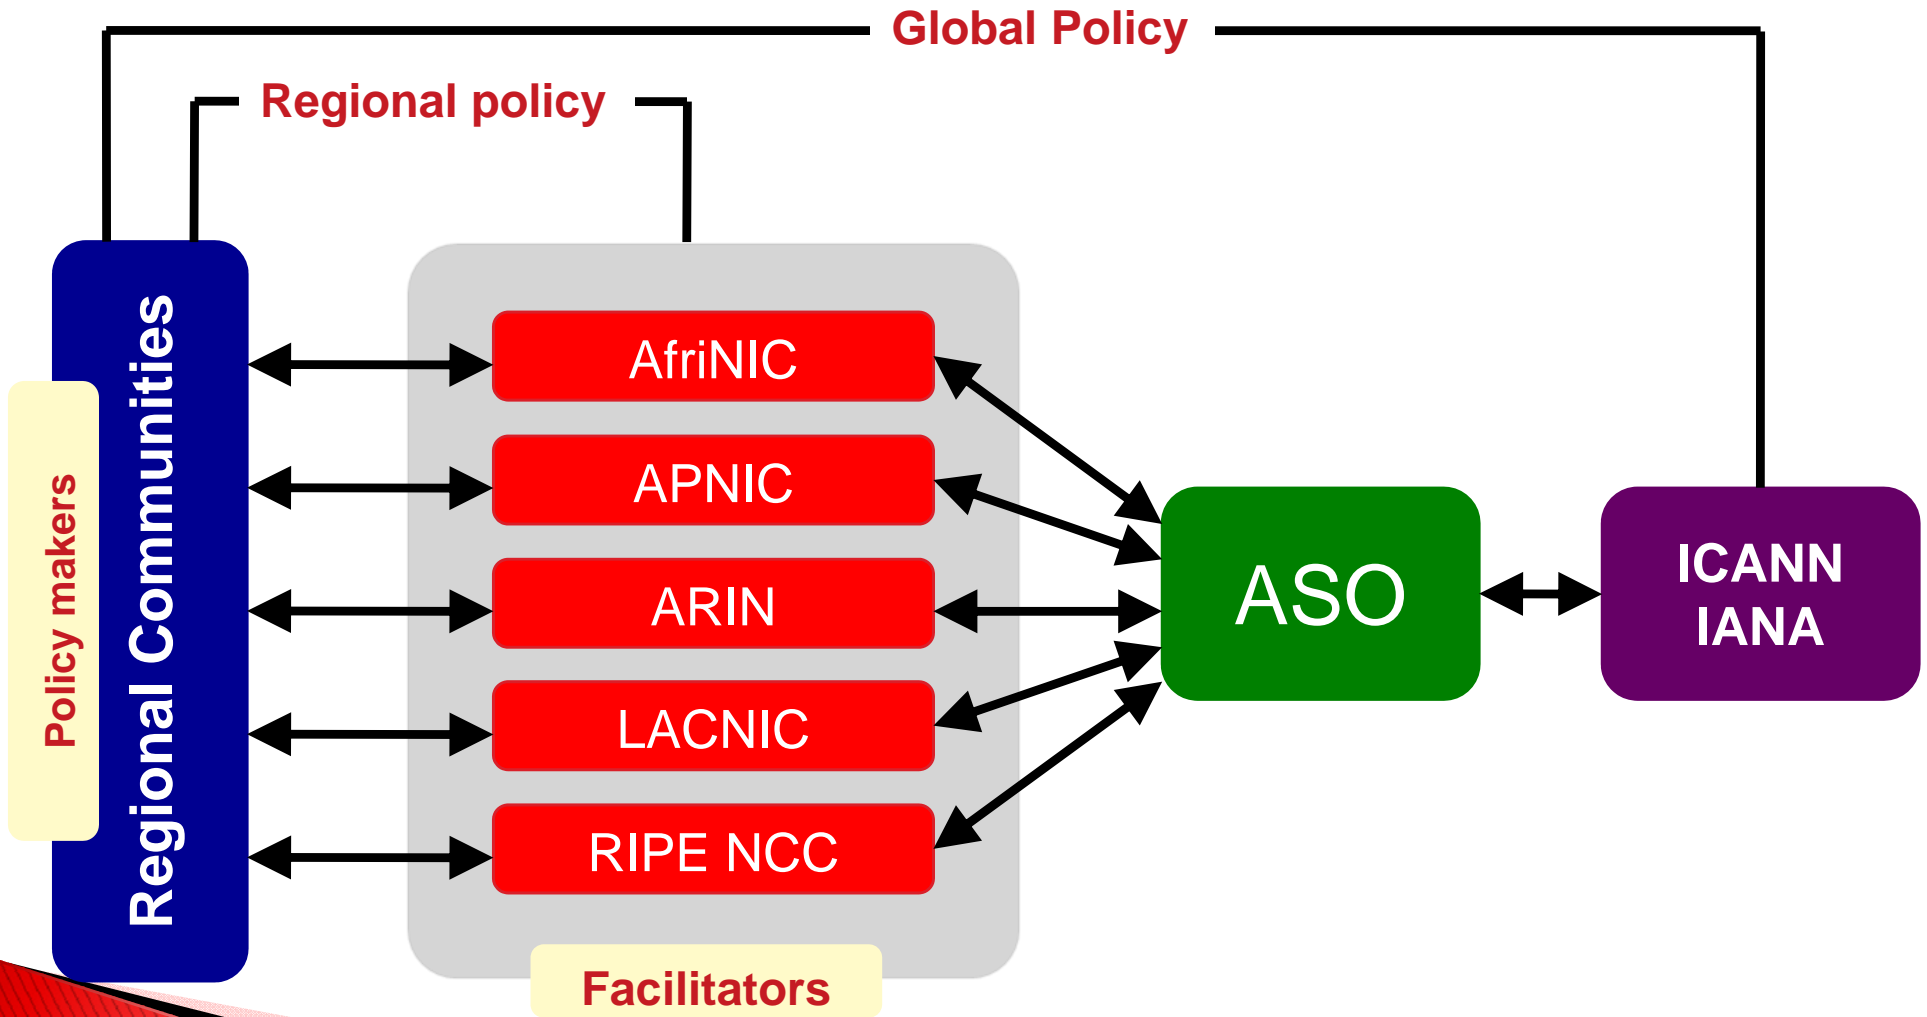 Global Policy
Regional policy
Policy makers
Regional Communities
AfriNIC
APNIC
ARIN
LACNIC
RIPE NCC
Facilitators
ASO
ICANN
IANA